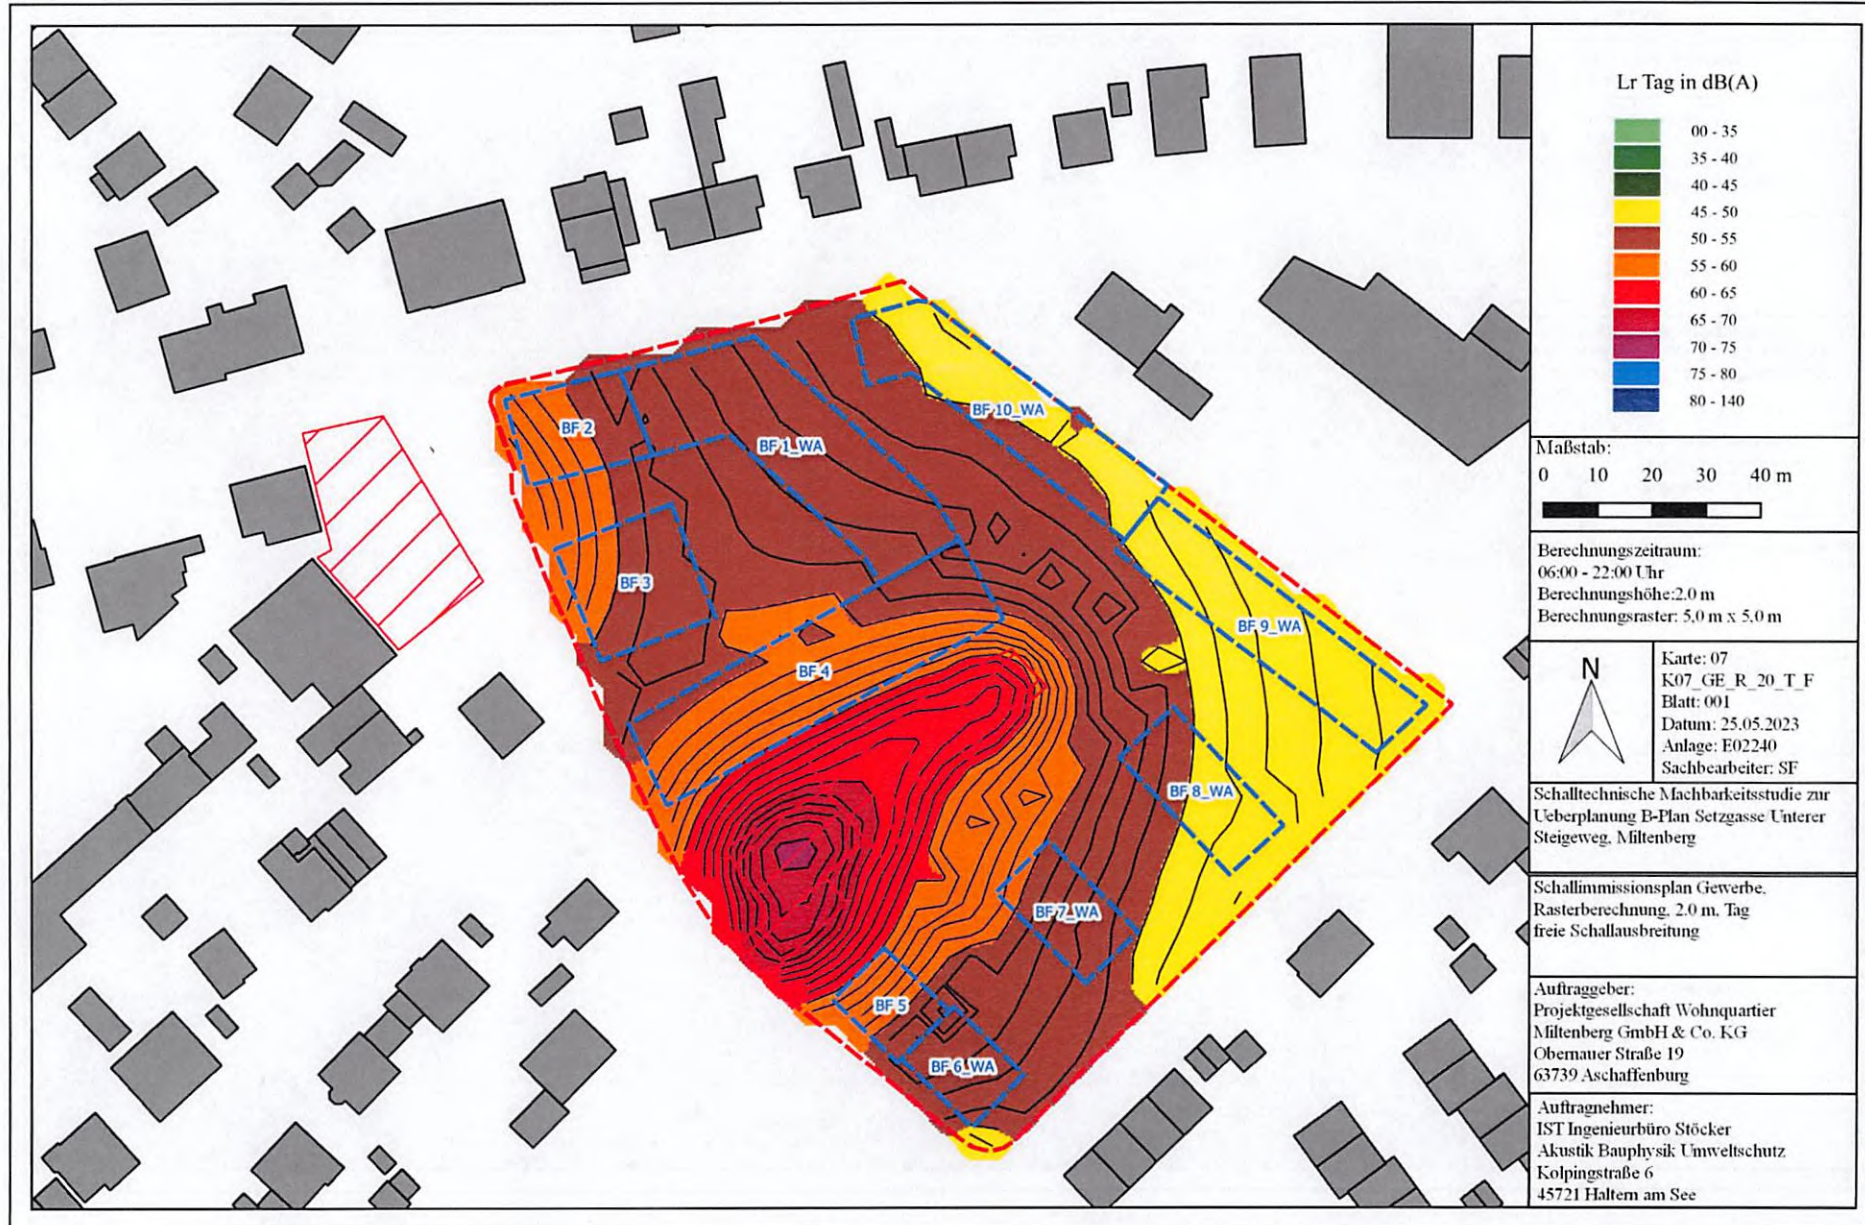 Lr Tag in dB(A)
00 - 35
35 - 40
40 - 45
45 - 50
50 - 55
55 - 60
60 - 65
65 - 70
70 - 75
75 - 80
80 - 140
Maßstab:
0 10 20 30 40 m
Berechnungszeitraum:
06:00 - 22:00 Uhr
Berechnungshöhe:2.0 m
Berechnungsraster: 5,0 m x 5,0 m
N
Karte: 07
K07_GE_R_20_T_F
Blatt: 001
Datum: 25.05.2023
Anlage: E02240
Sachbearbeiter: SF
Schalltechnische Machbarkeitsstudie zur
Ueberplanung B-Plan Setzgasse/Unterer
Steigeweg, Miltenberg
Schallimmissionsplan Gewerbe,
Rasterberechnung, 2.0 m, Tag
freie Schallausbreitung
Auftraggeber:
Projektgesellschaft Wohnquartier
Miltenberg GmbH & Co. KG
Obernauer Straße 19
63739 Aschaffenburg
Auftragnehmer:
IST Ingenieurbüro Stöcker
Akustik Bauphysik Umweltschutz
Kolpingstraße 6
45721 Haltern am See
BF 10_WA
BF 2
BF 1_WA
BF 3
BF 9_WA
BF 4
BF 8_WA
BF 7_WA
BF 5
BF 6_WA